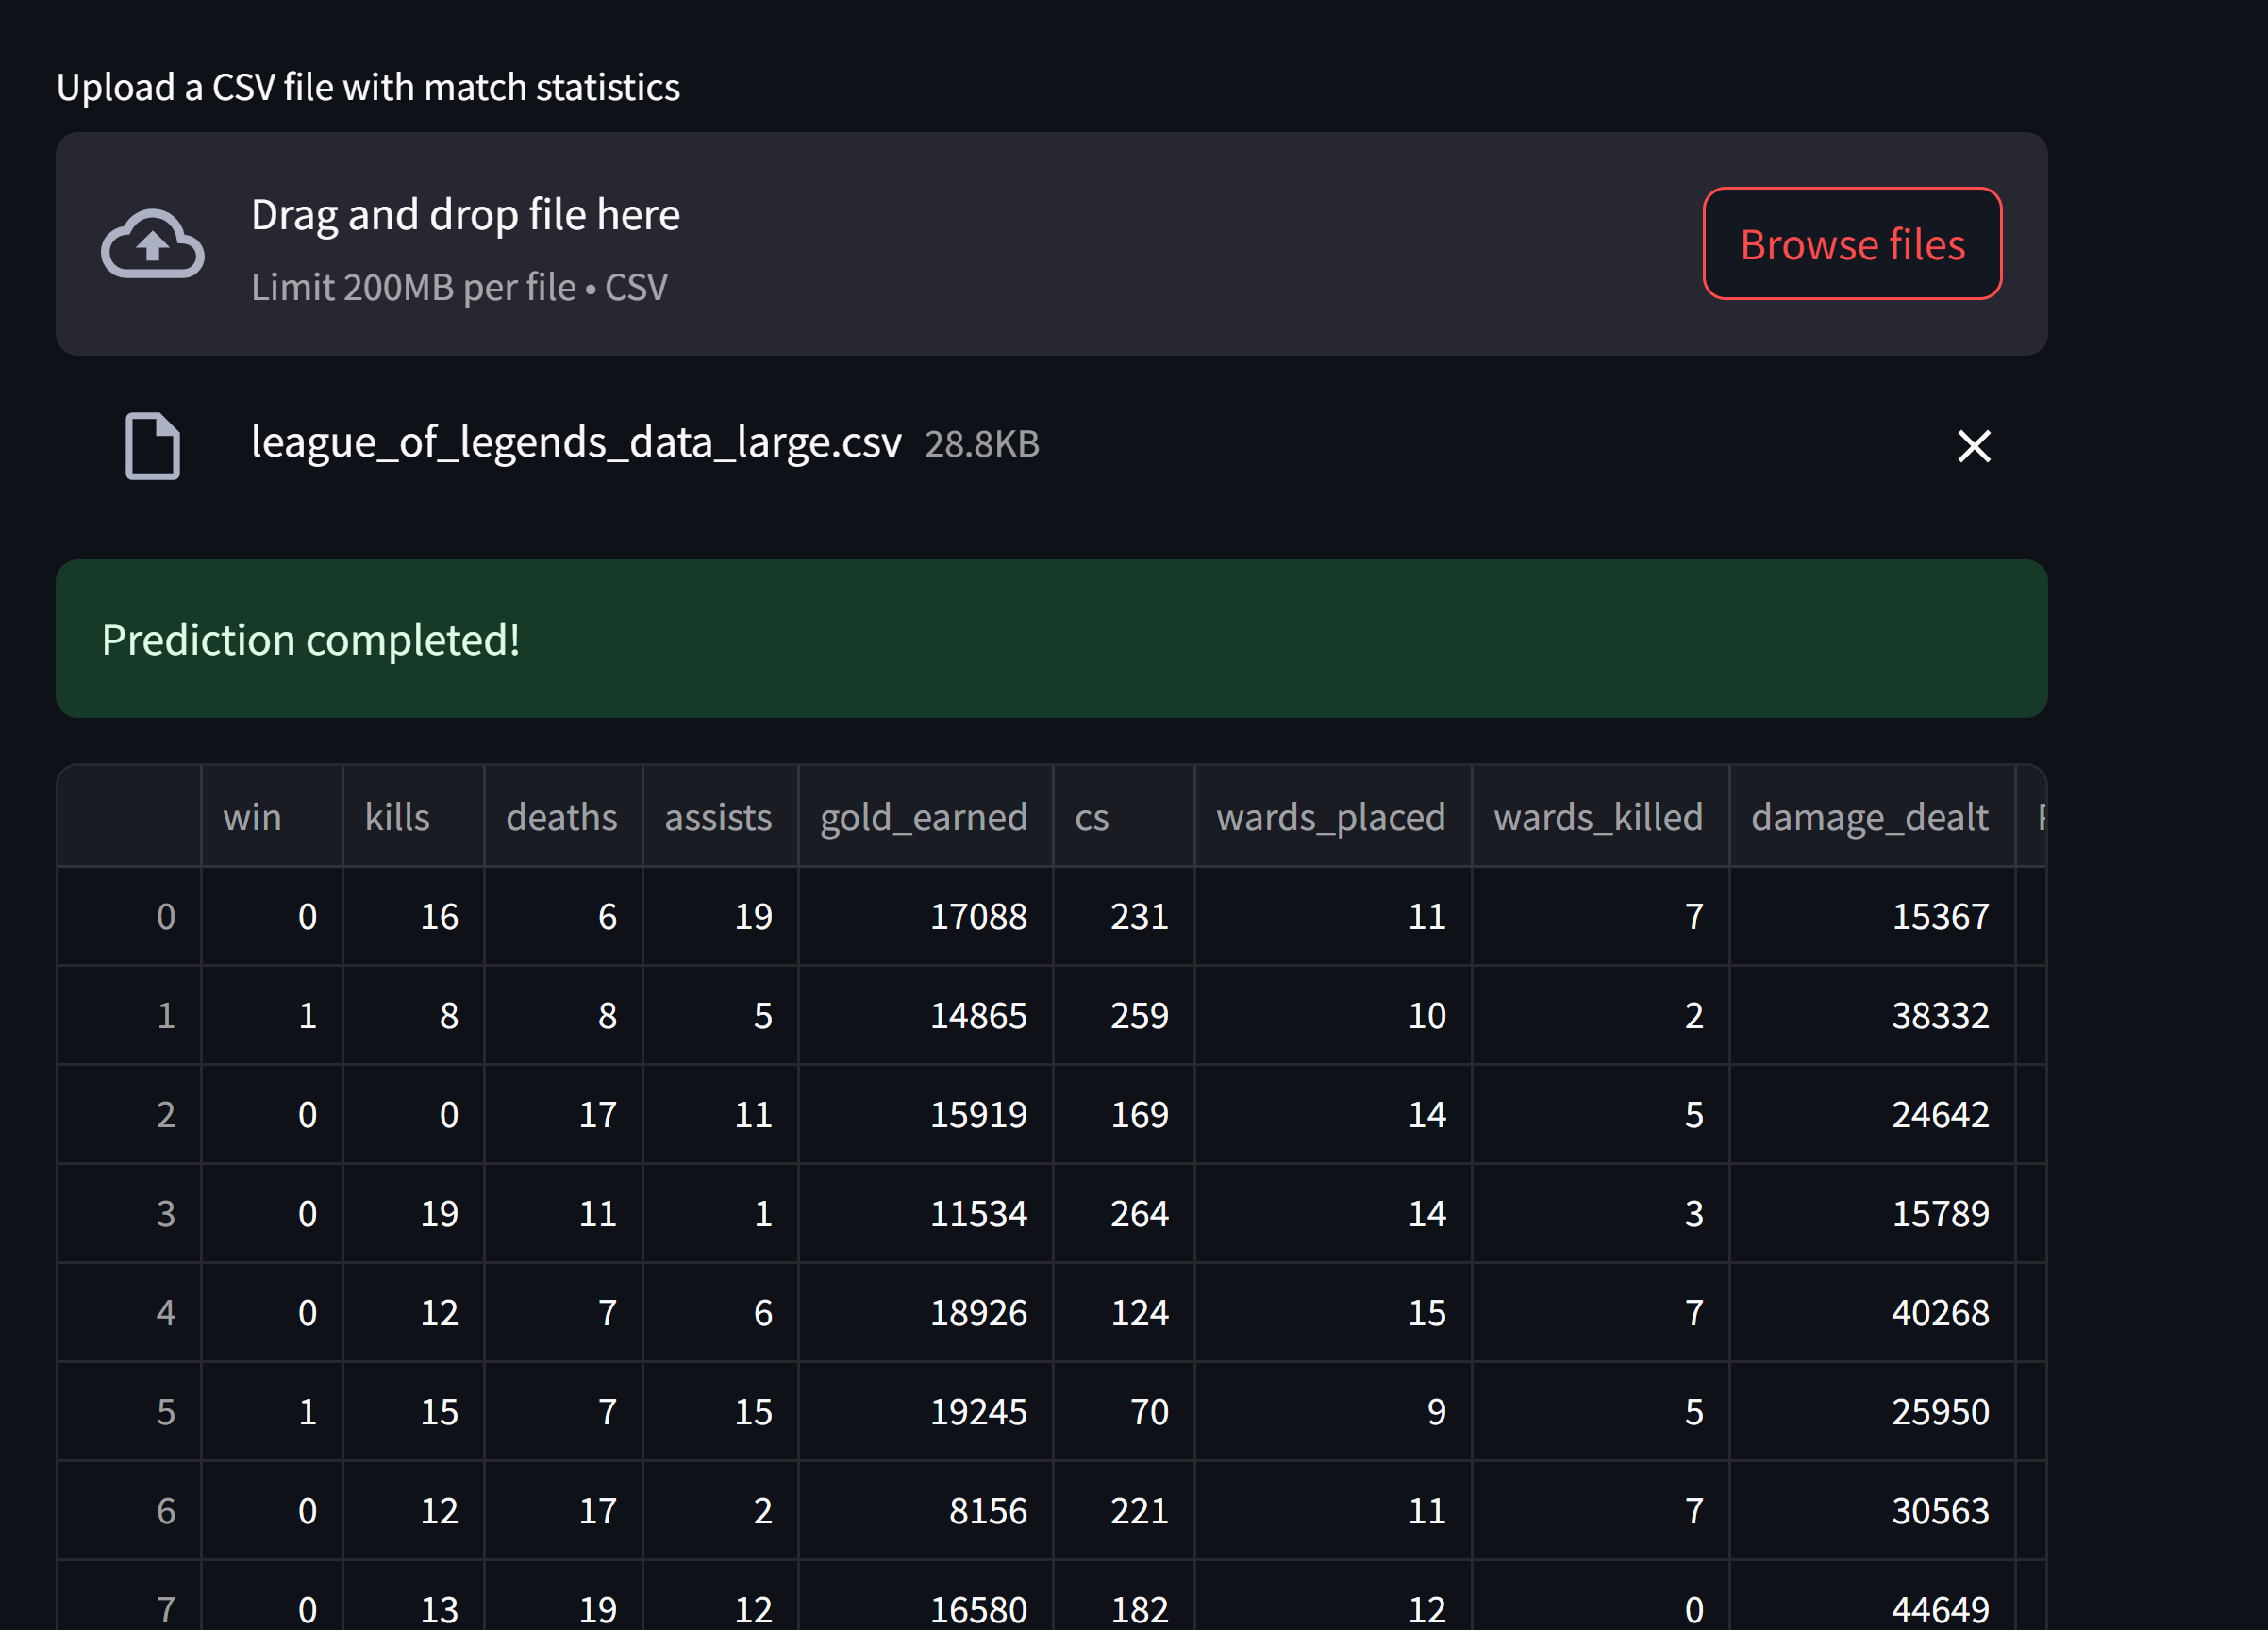 Upload a CSV file with match statistics
Drag and drop file here
Limit 200MB per file • CSV
Browse files
league_of_legends_data_large.csv 28.8KB
Prediction completed!
win kills deaths assists gold_earned cs wards_placed wards_killed damage_dealt
0 0 16 6 19 17088 231 11 7 15367
1 1 8 8 5 14865 259 10 2 38332
2 0 0 17 11 15919 169 14 5 24642
3 0 19 11 1 11534 264 14 3 15789
4 0 12 7 6 18926 124 15 7 40268
5 1 15 7 15 19245 70 9 5 25950
6 0 12 17 2 8156 221 11 7 30563
7 0 13 19 12 16580 182 12 0 44649